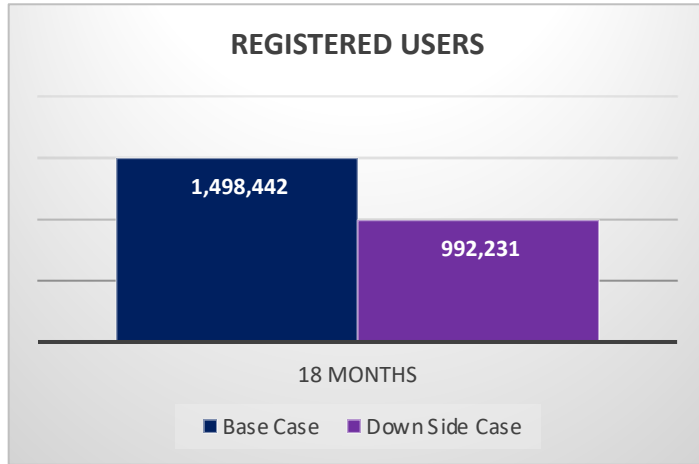 REGISTERED USERS
1,498,442
992,231
18 MONTHS
Base Case Down Side Case